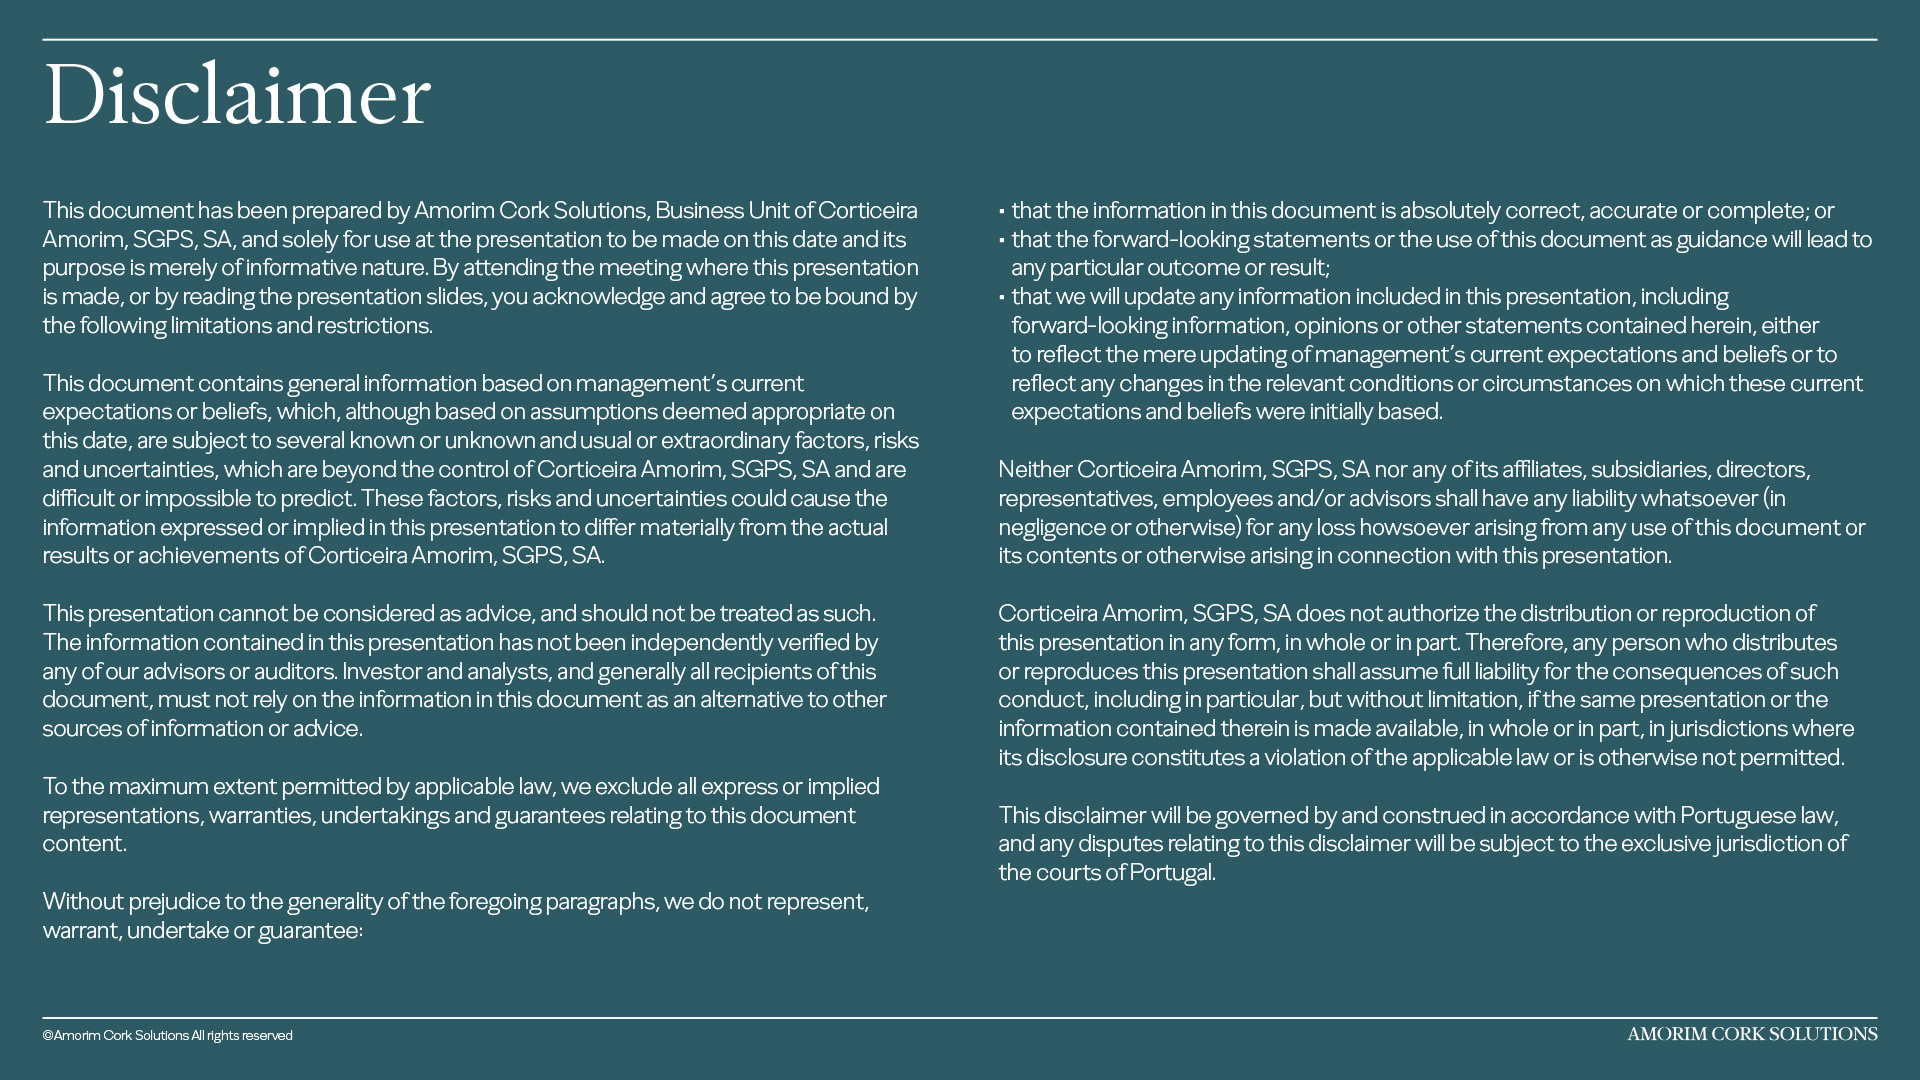 Disclaimer
This document has been prepared by Amorim Cork Solutions, Business Unit of Corticeira
Amorim, SGPS, SA, and solely for use at the presentation to be made on this date and its
purpose is merely of informative nature. By attending the meeting where this presentation
is made, or by reading the presentation slides, you acknowledge and agree to be bound by
the following limitations and restrictions.
This document contains general information based on management's current
expectations or beliefs, which, although based on assumptions deemed appropriate on
this date, are subject to several known or unknown and usual or extraordinary factors, risks
and uncertainties, which are beyond the control of Corticeira Amorim, SGPS, SA and are
difficult or impossible to predict. These factors, risks and uncertainties could cause the
information expressed or implied in this presentation to differ materially from the actual
results or achievements of Corticeira Amorim, SGPS, SA.
This presentation cannot be considered as advice, and should not be treated as such.
The information contained in this presentation has not been independently verified by
any of our advisors or auditors. Investor and analysts, and generally all recipients of this
document, must not rely on the information in this document as an alternative to other
sources of information or advice.
To the maximum extent permitted by applicable law, we exclude all express or implied
representations, warranties, undertakings and guarantees relating to this document
content.
Without prejudice to the generality of the foregoing paragraphs, we do not represent,
warrant, undertake or guarantee:
• that the information in this document is absolutely correct, accurate or complete; or
• that the forward-looking statements or the use of this document as guidance will lead to
any particular outcome or result;
• that we will update any information included in this presentation, including
forward-looking information, opinions or other statements contained herein, either
to reflect the mere updating of management's current expectations and beliefs or to
reflect any changes in the relevant conditions or circumstances on which these current
expectations and beliefs were initially based.
Neither Corticeira Amorim, SGPS, SA nor any of its affiliates, subsidiaries, directors,
representatives, employees and/or advisors shall have any liability whatsoever (in
negligence or otherwise) for any loss howsoever arising from any use of this document or
its contents or otherwise arising in connection with this presentation.
Corticeira Amorim, SGPS, SA does not authorize the distribution or reproduction of
this presentation in any form, in whole or in part. Therefore, any person who distributes
or reproduces this presentation shall assume full liability for the consequences of such
conduct, including in particular, but without limitation, if the same presentation or the
information contained therein is made available, in whole or in part, in jurisdictions where
its disclosure constitutes a violation of the applicable law or is otherwise not permitted.
This disclaimer will be governed by and construed in accordance with Portuguese law,
and any disputes relating to this disclaimer will be subject to the exclusive jurisdiction of
the courts of Portugal.
©Amorim Cork Solutions All rights reserved
AMORIM CORK SOLUTIONS